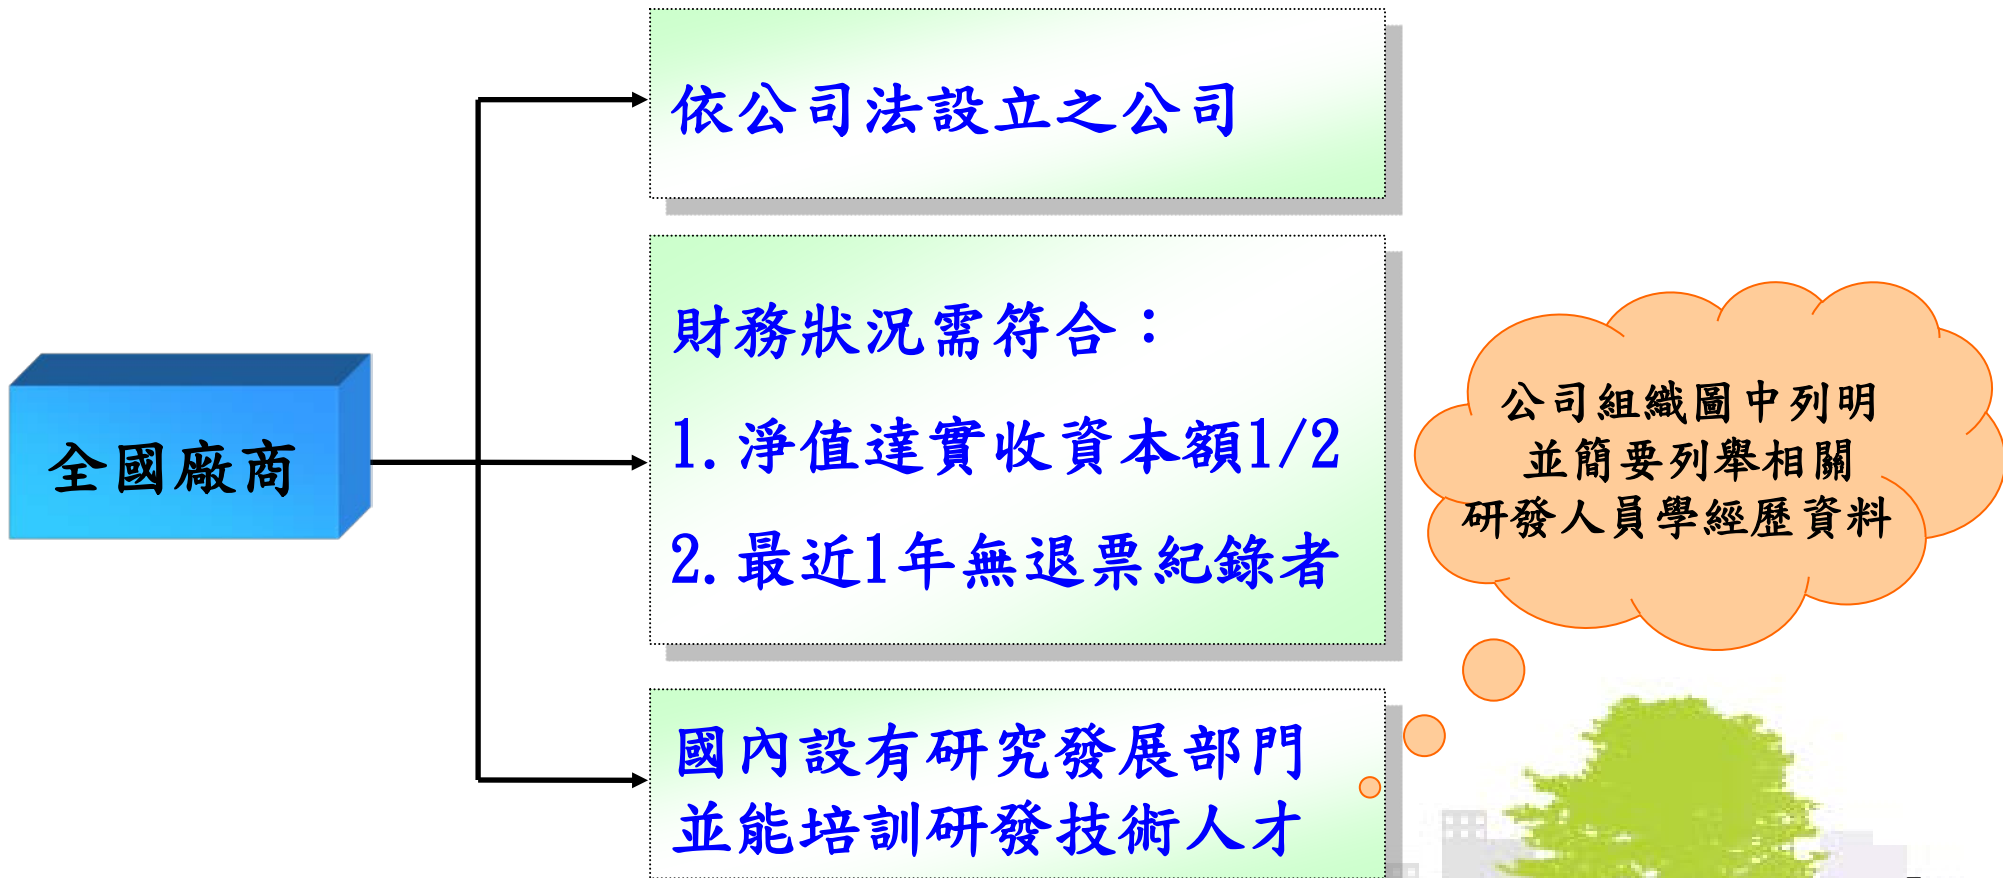 依公司法設立之公司
全國廠商
財務狀況需符合：
1.淨值達實收資本額1/2
2.最近1年無退票紀錄者
公司組織圖中列明
並簡要列舉相關
研發人員學經歷資料
國內設有研究發展部門
並能培訓研發技術人才